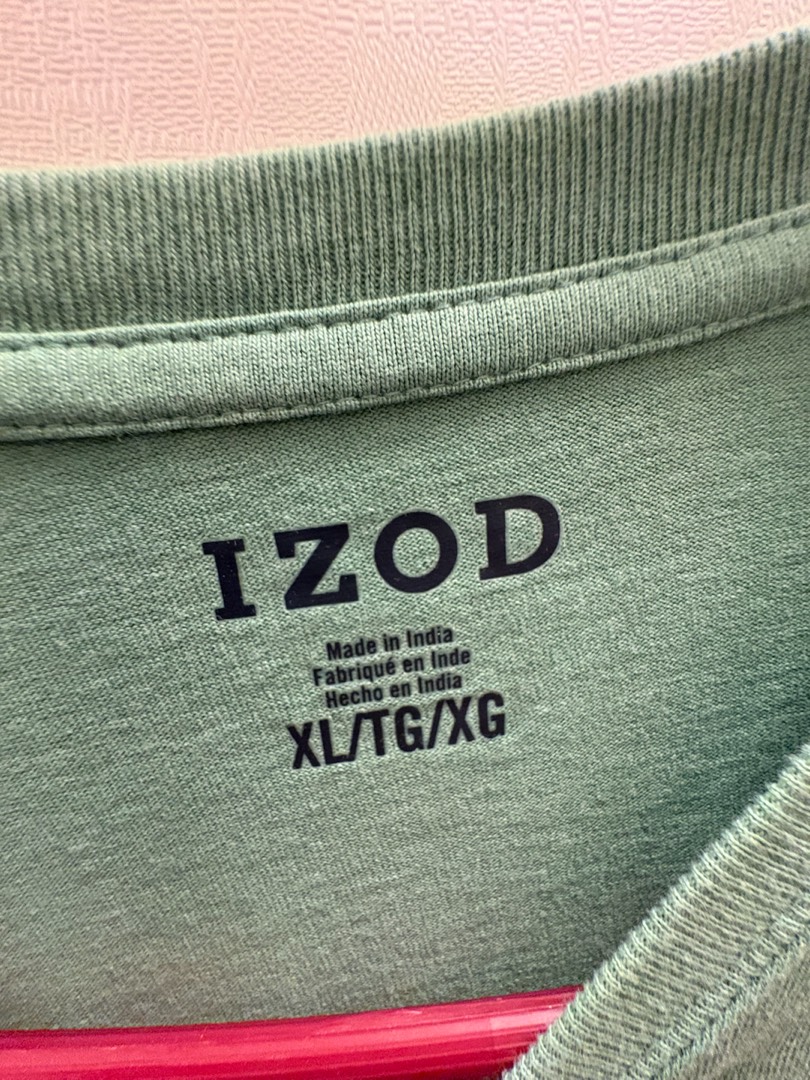 IZOD
Made in India
Fabriqué en Inde
Hecho en India
XL/TG/XG